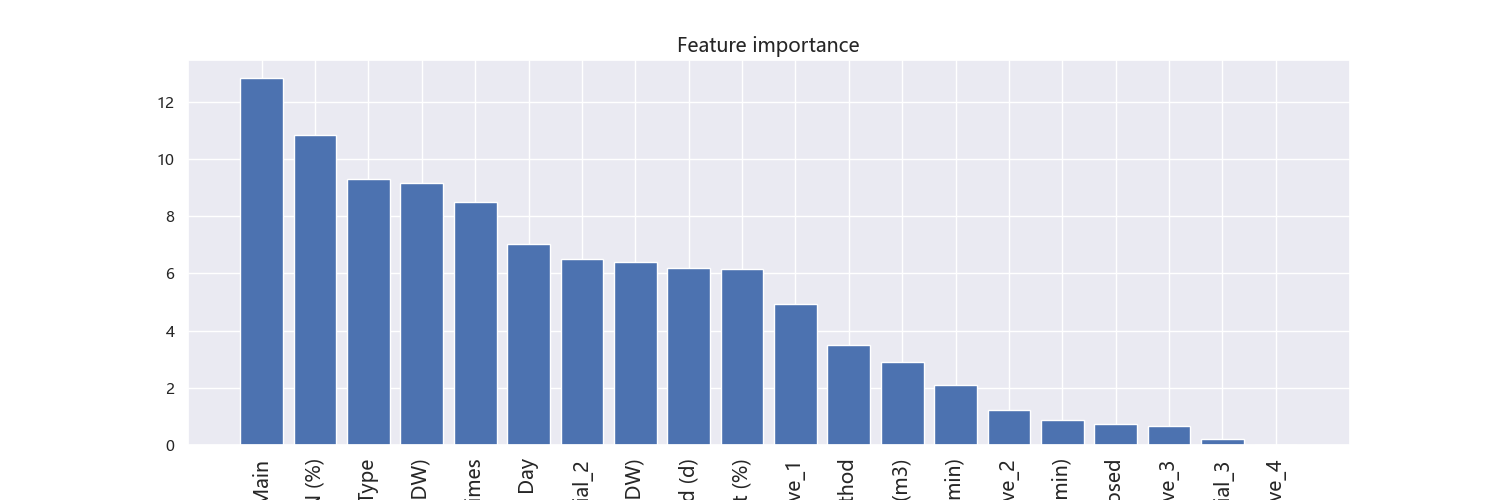 Feature importance
12
10
8
6
4
2
0
Main
(%)
Type
DW)
imes
Day
ial_2
DW)
d (d)
t (%)
ve_1
thod
(m3)
min)
ve_2
min)
osed
ve_3
ial_3
ve_4